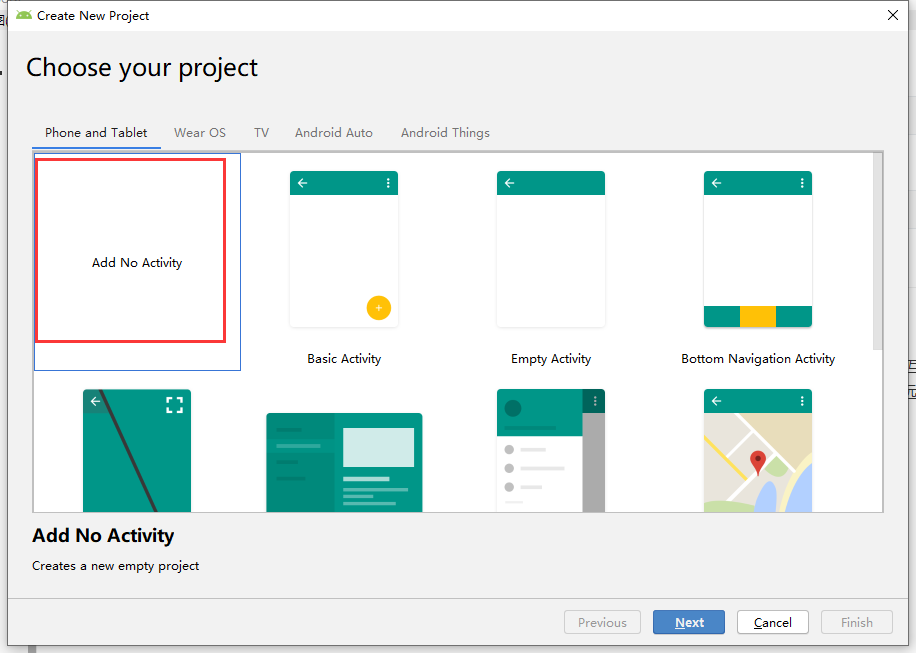 Create New Project
Choose your project
Phone and Tablet
Wear OS
TV
Android Auto
Android Things
Add No Activity
Basic Activity
Empty Activity
Bottom Navigation Activity
Add No Activity
Creates a new empty project
Previous
Next
Cancel
Finish